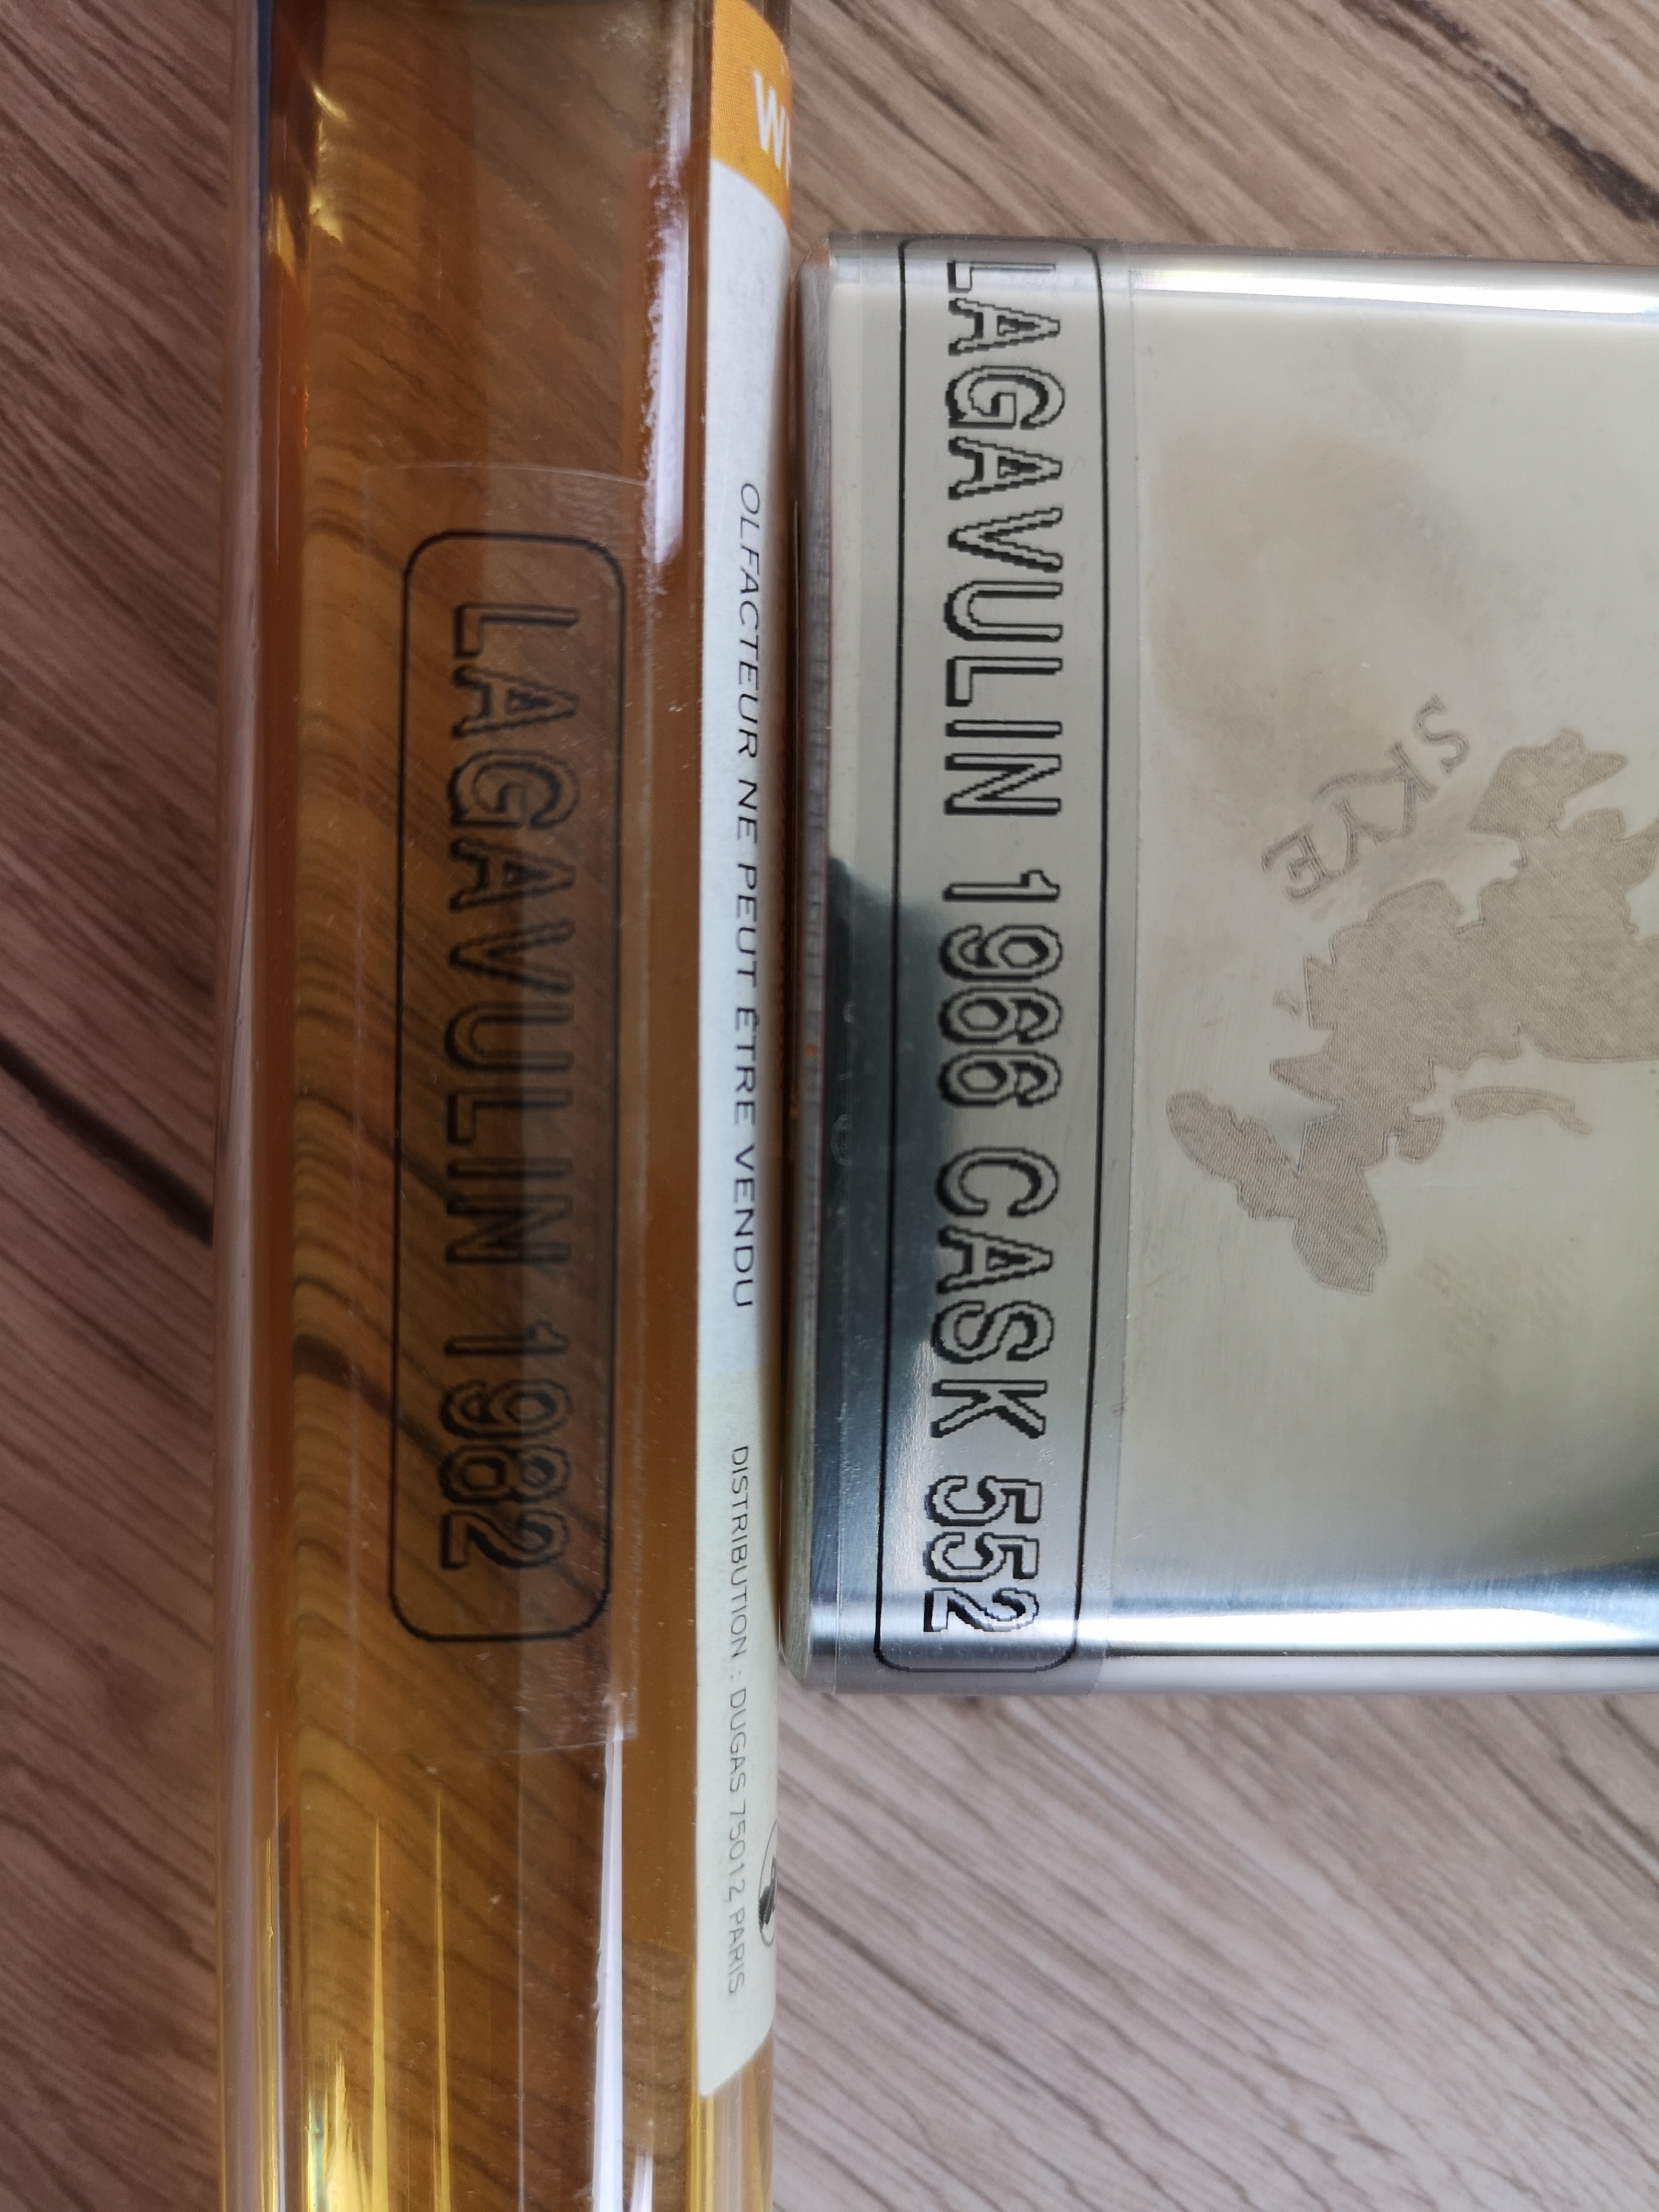 LAGAVULIN 1966 CASK 552
SKYE
OLFACTEUR NE PEUT ÊTRE VENDU
DISTRIBUTION : DUGAS 75012 PARIS
LAGAVULIN 1982